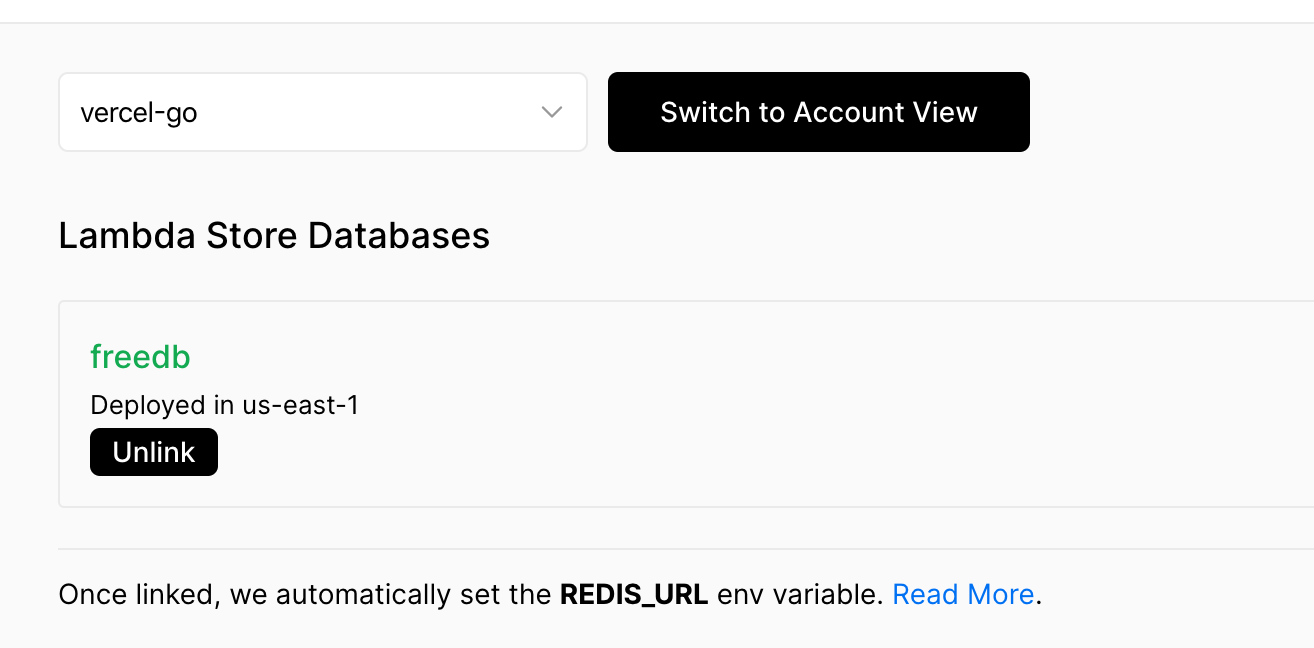 vercel-go
Switch to Account View
Lambda Store Databases
freedb
Deployed in us-east-1
Unlink
Once linked, we automatically set the REDIS_URL env variable. Read More.